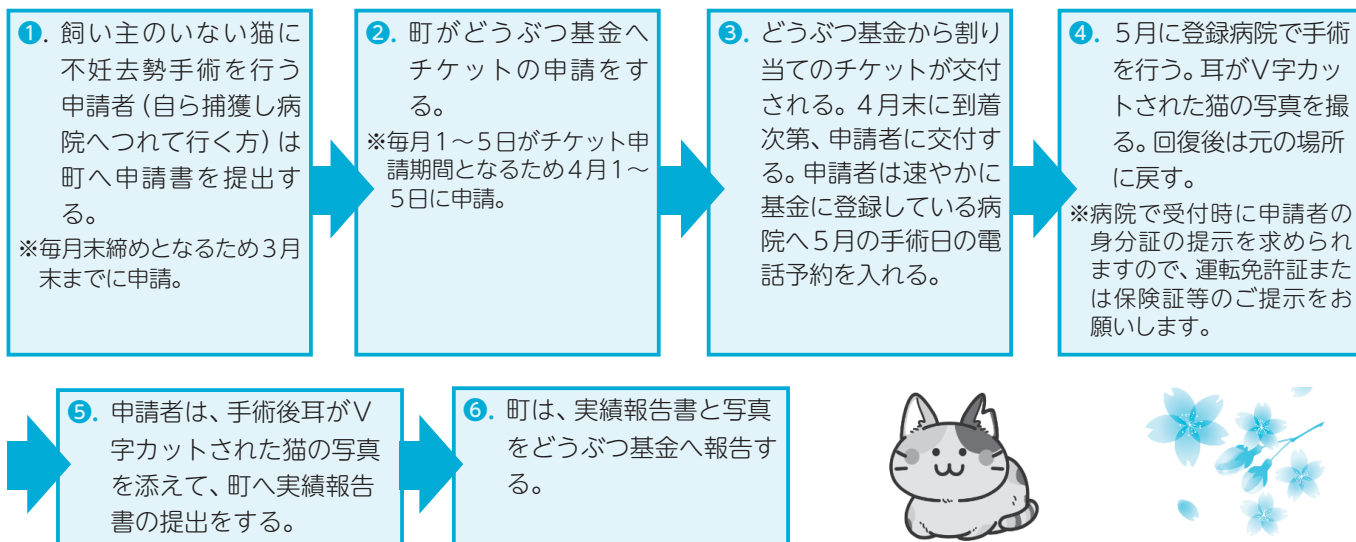 ❶. 飼い主のいない猫に
不妊去勢手術を行う
申請者（自ら捕獲し病
院へつれて行く方）は
町へ申請書を提出す
る。
※毎月末締めとなるため３月
末までに申請。
❷. 町がどうぶつ基金へ
チケットの申請をす
る。
※毎月１～５日がチケット申
請期間となるため４月１～
５日に申請。
❸. どうぶつ基金から割り
当てのチケットが交付
される。４月末に到着
次第、申請者に交付す
る。申請者は速やかに
基金に登録している病
院へ５月の手術日の電
話予約を入れる。
❹. ５月に登録病院で手術
を行う。耳がＶ字カッ
トされた猫の写真を撮
る。回復後は元の場所
に戻す。
※病院で受付時に申請者の
身分証の提示を求められ
ますので、運転免許証また
は保険証等のご提示をお
願いします。
❺. 申請者は、手術後耳がＶ
字カットされた猫の写真
を添えて、町へ実績報告
書の提出をする。
❻. 町は、実績報告書と写真
をどうぶつ基金へ報告す
る。